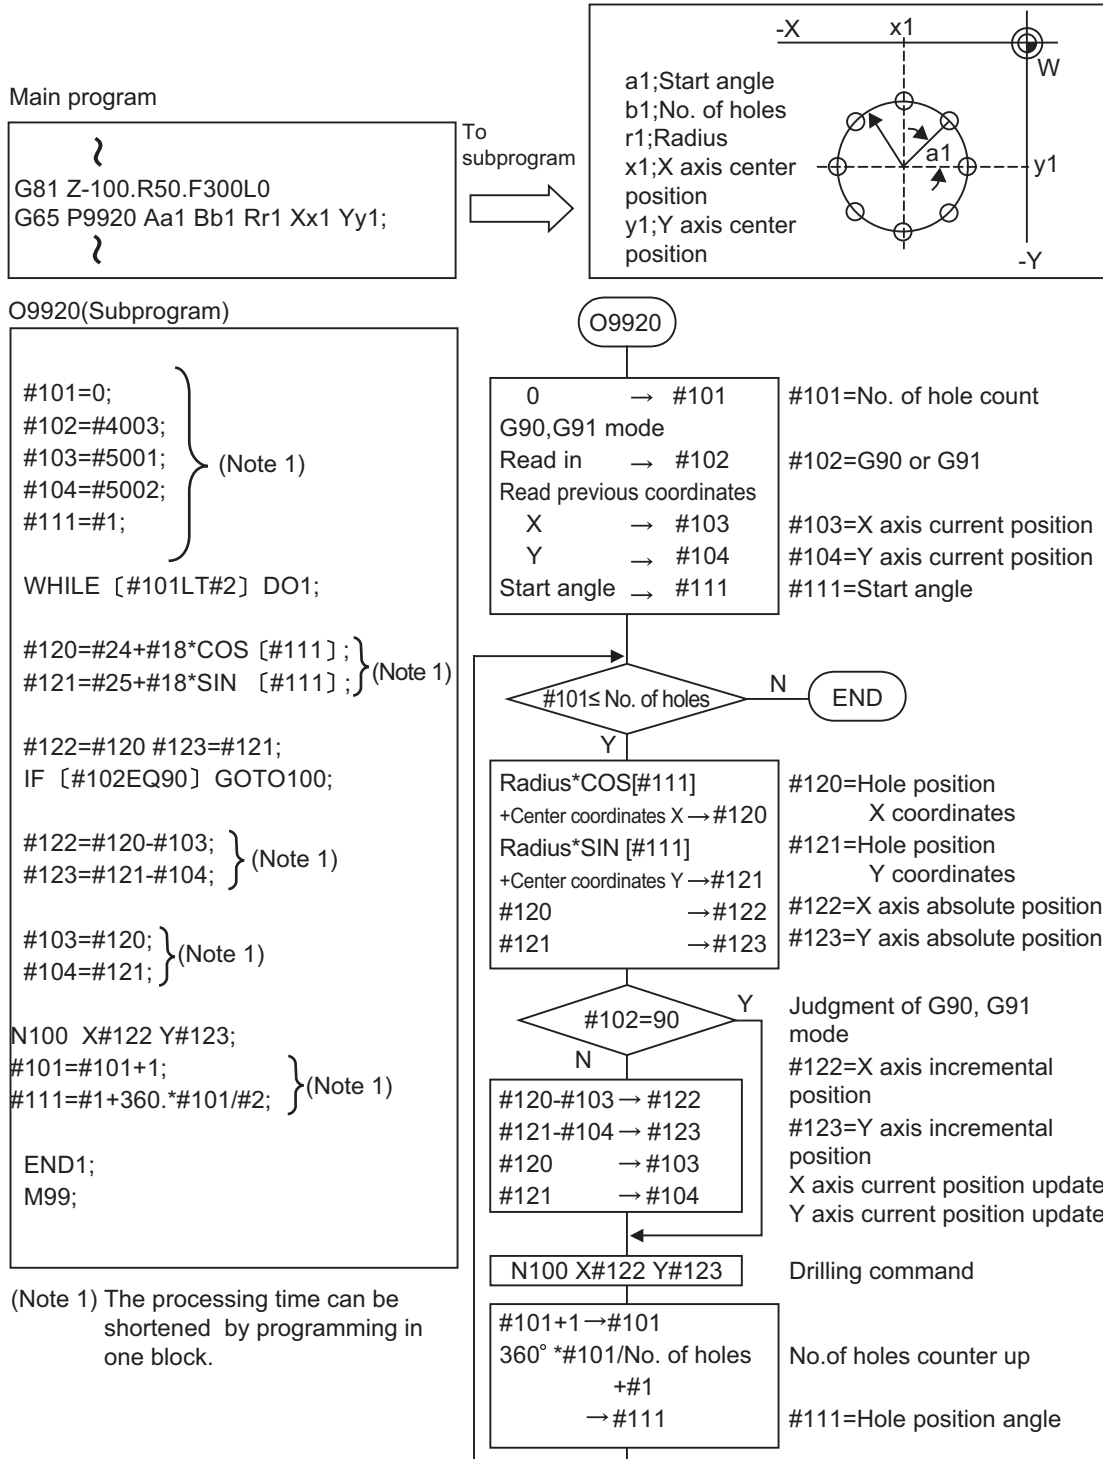 Main program
G81 Z-100.R50.F300L0
G65 P9920 Aa1 Bb1 Rr1 Xx1 Yy1;
To
subprogram
-X
x1
W
a1;Start angle
b1;No. of holes
r1;Radius
x1;X axis center
position
y1;Y axis center
position
a1
y1
-Y
O9920(Subprogram)
#101=0;
#102=#4003;
#103=#5001;
#104=#5002;
#111=#1;
(Note 1)
WHILE [#101LT#2] DO1;
#120=#24+#18*COS [#111] ;
#121=#25+#18*SIN [#111] ;
(Note 1)
#122=#120 #123=#121;
IF [#102EQ90] GOTO100;
#122=#120-#103;
#123=#121-#104;
(Note 1)
#103=#120;
#104=#121;
(Note 1)
N100 X#122 Y#123;
#101=#101+1;
#111=#1+360.*#101/#2;
(Note 1)
END1;
M99;
(Note 1) The processing time can be
shortened by programming in
one block.
O9920
0 → #101
G90,G91 mode
Read in → #102
Read previous coordinates
X → #103
Y → #104
Start angle → #111
#101=No. of hole count
#102=G90 or G91
#103=X axis current position
#104=Y axis current position
#111=Start angle
#101≤ No. of holes
N
END
Y
Radius*COS[#111]
+Center coordinates X →#120
Radius*SIN [#111]
+Center coordinates Y →#121
#120 →#122
#121 →#123
#120=Hole position
X coordinates
#121=Hole position
Y coordinates
#122=X axis absolute position
#123=Y axis absolute position
#102=90
Y
N
Judgment of G90, G91
mode
#120-#103→ #122
#121-#104→ #123
#120 →#103
#121 →#104
#122=X axis incremental
position
#123=Y axis incremental
position
X axis current position update
Y axis current position update
N100 X#122 Y#123
Drilling command
#101+1→#101
360° *#101/No. of holes
+#1
→#111
No.of holes counter up
#111=Hole position angle